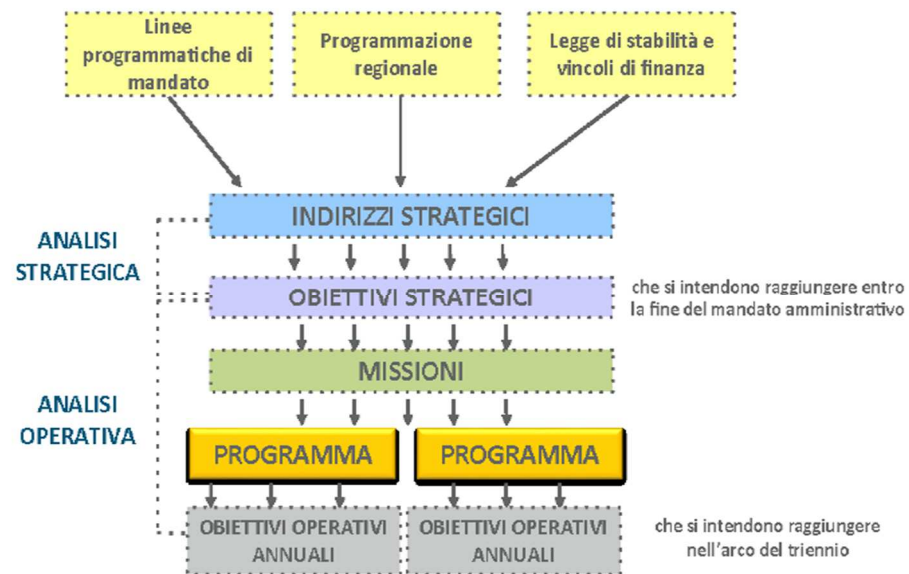 Linee
programmatiche di
mandato
Programmazione
regionale
Legge di stabilità e
vincoli di finanza
INDIRIZZI STRATEGICI
ANALISI
STRATEGICA
OBIETTIVI STRATEGICI
che si intendono raggiungere entro
la fine del mandato amministrativo
MISSIONI
ANALISI
OPERATIVA
PROGRAMMA
PROGRAMMA
OBIETTIVI OPERATIVI
ANNUALI
OBIETTIVI OPERATIVI
ANNUALI
che si intendono raggiungere
nell'arco del triennio